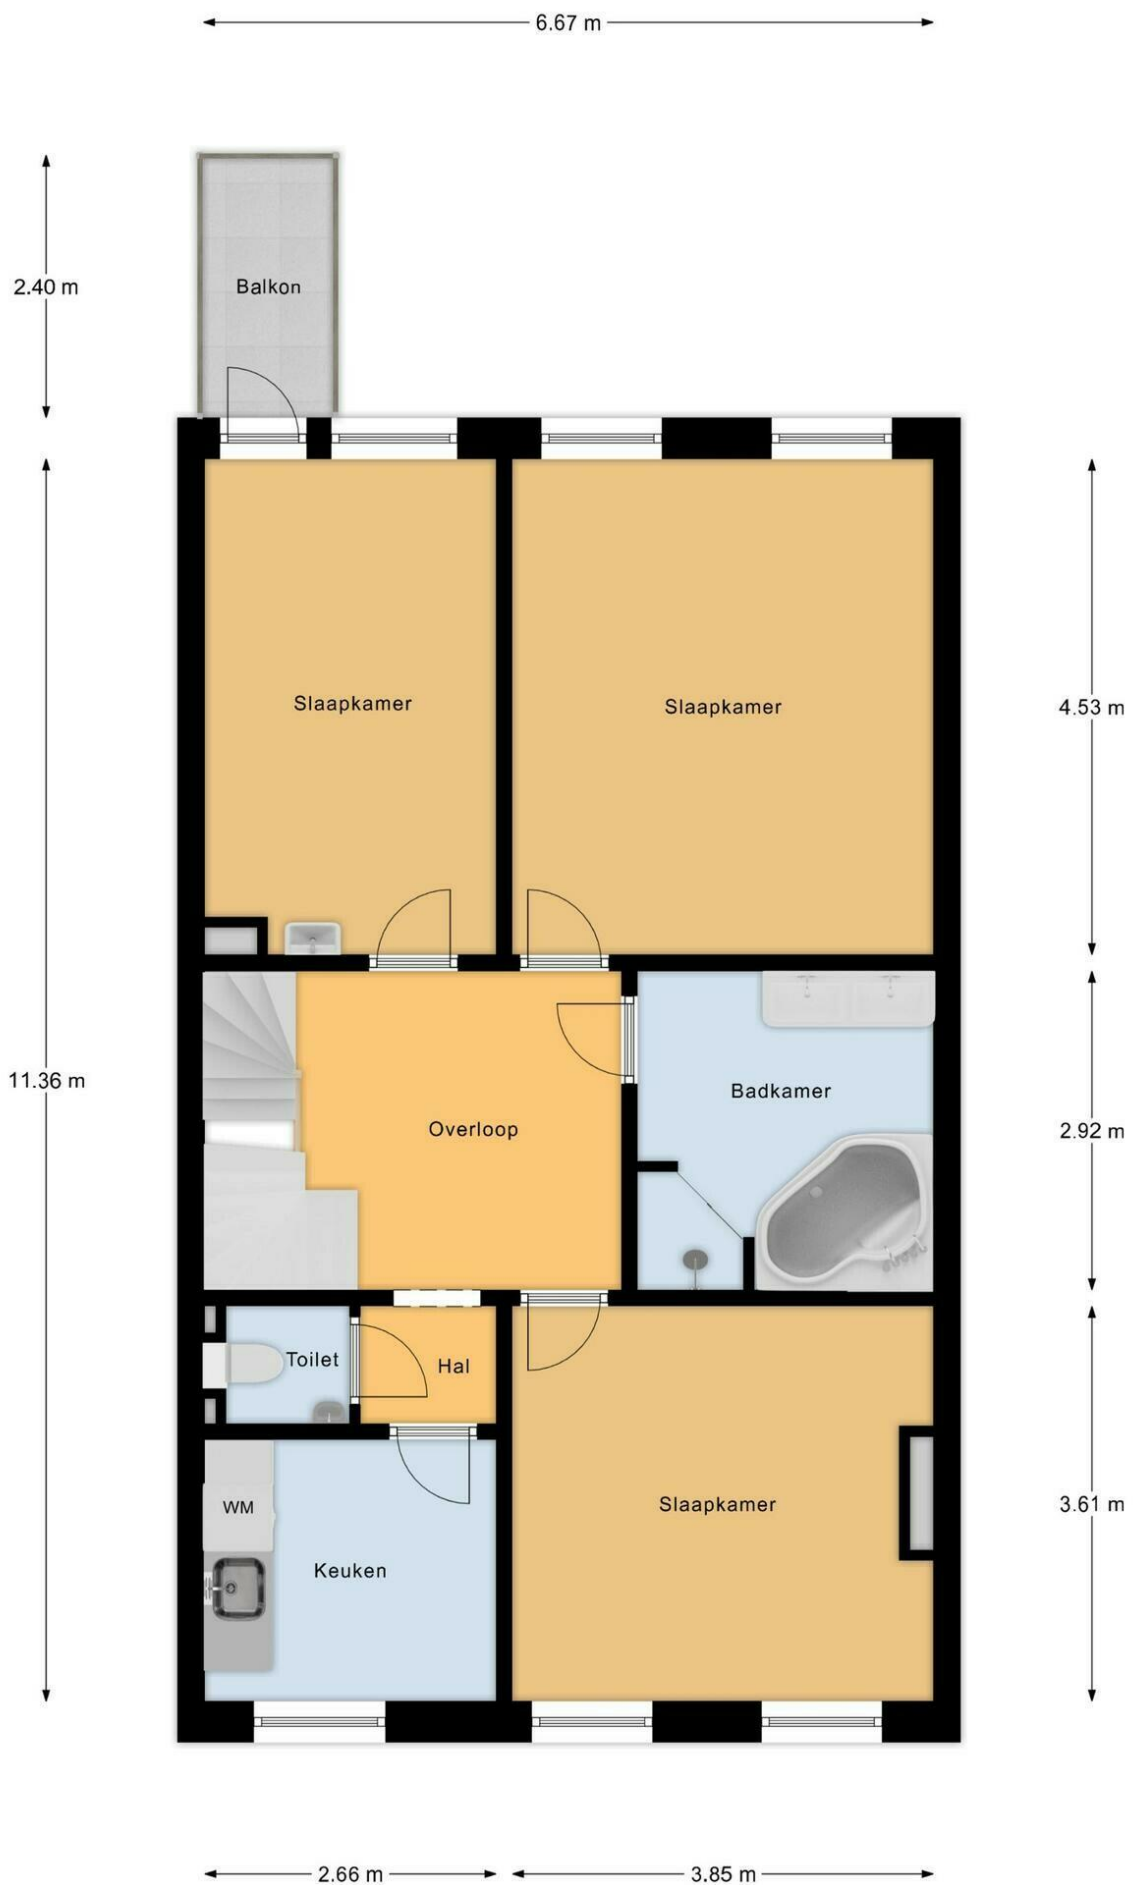 6.67 m
2.40 m
Balkon
Slaapkamer
Slaapkamer
4.53 m
11.36 m
Badkamer
Overloop
2.92 m
Toilet
Hal
WM
Slaapkamer
3.61 m
Keuken
2.66 m
3.85 m